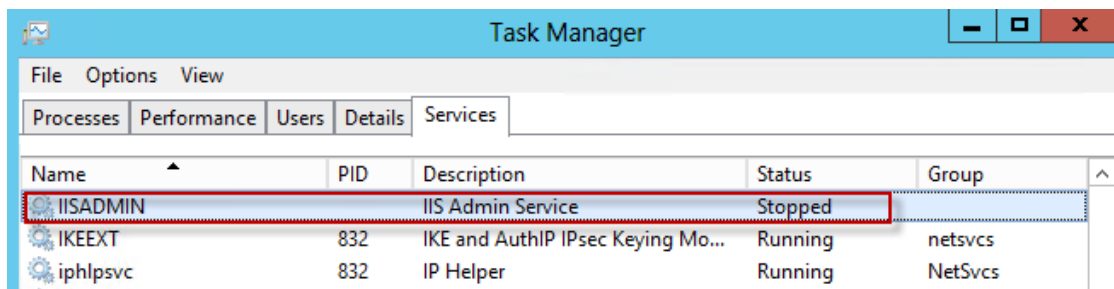 Task Manager
File Options View
Processes Performance Users Details Services
Name PID Description Status Group
IISADMIN IIS Admin Service Stopped
IKEEXT 832 IKE and AuthIP IPsec Keying Mo... Running netsvcs
iphlpsvc 832 IP Helper Running NetSvcs